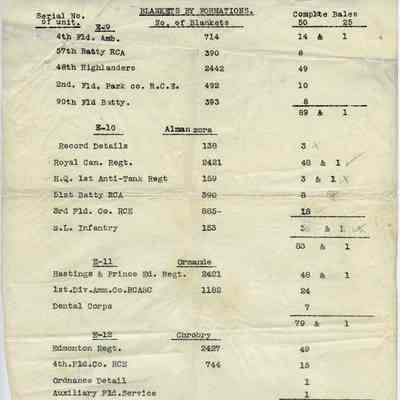 BLANKETS BY FORMATIONS.
Serial No. of unit. No. of Blankets Complete Bales 50 25
E-9
4th Fld. Amb. 714 14 & 1
57th Batty RCA 390 8
48th Highlanders 2442 49
2nd. Fld. Park co. R.C.E. 492 10
90th Fld Batty. 393 8
89 & 1
E-10 Almanzora
Record Details 138 3 X
Royal Can. Regt. 2421 48 & 1
H.Q. 1st Anti-Tank Regt 159 3 & 1 X
51st Batty RCA 390 8
3rd Fld. Co. RCE 885- 18
S.L. Infantry 153 & 1
83 & 1
E-11 Ormande
Hastings & Prince Ed. Regt. 2421 48 & 1
1st.Div.Amm.Co.RCASC 1182 24
Dental Corps 7
79 & 1
E-12 Chrobry
Edmonton Regt. 2427 49
4th.Fld.Co. RCE 744 15
Ordnance Detail 1
Auxiliary Fld.Service 1